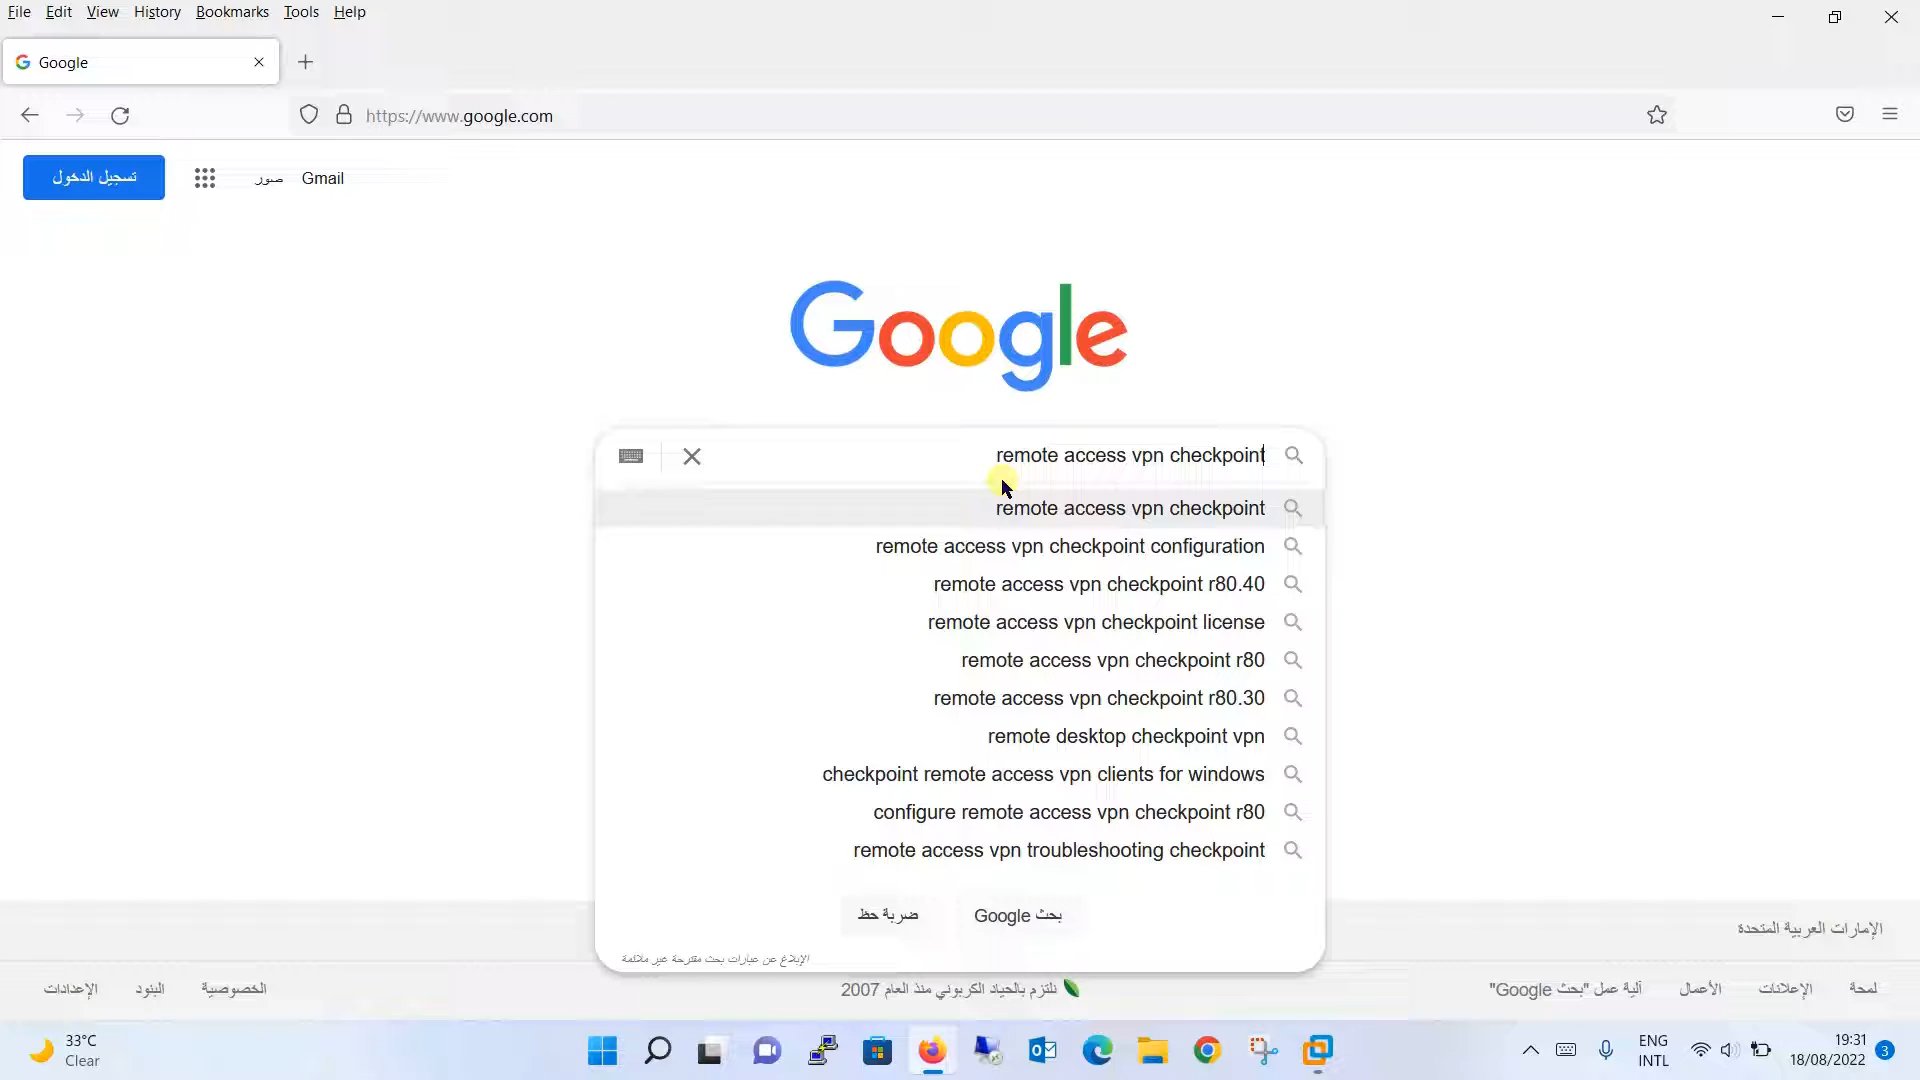 File Edit View History Bookmarks Tools Help
Google
https://www.google.com
تسجيل الدخول
صور
Gmail
Google
remote access vpn checkpoint
remote access vpn checkpoint
remote access vpn checkpoint configuration
remote access vpn checkpoint r80.40
remote access vpn checkpoint license
remote access vpn checkpoint r80
remote access vpn checkpoint r80.30
remote desktop checkpoint vpn
checkpoint remote access vpn clients for windows
configure remote access vpn checkpoint r80
remote access vpn troubleshooting checkpoint
بحث Google
ضربة حظ
الإبلاغ عن عبارات بحث مقترحة غير ملائمة
الإمارات العربية المتحدة
لمحة
الإعلانات
الأعمال
آلية عمل "بحث Google"
نلتزم بالحياد الكربوني منذ العام 2007
الخصوصية
البنود
الإعدادات
33°C
Clear
ENG
INTL
19:31
18/08/2022
3